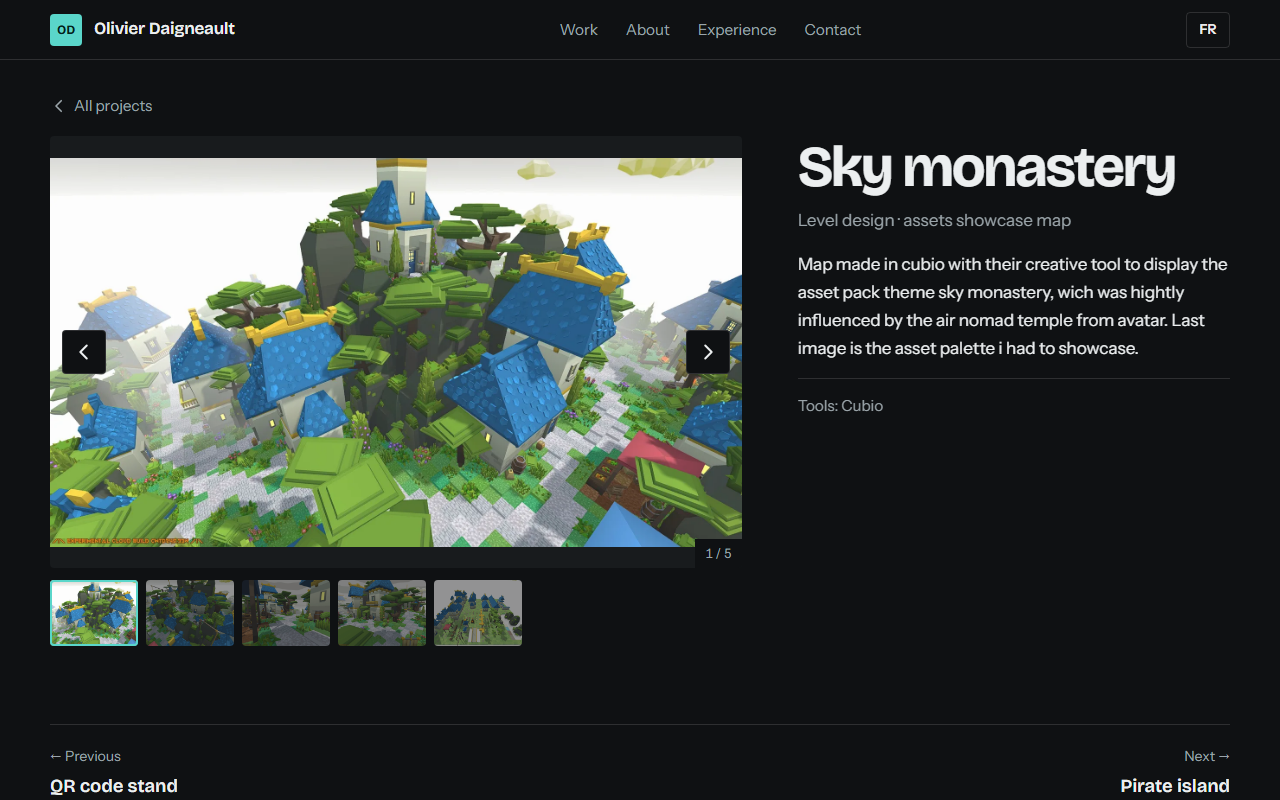 OD
Olivier Daigneault
Work
About
Experience
Contact
FR
All projects
Sky monastery
Level design · assets showcase map
Map made in cubio with their creative tool to display the
asset pack theme sky monastery, wich was hightly
influenced by the air nomad temple from avatar. Last
image is the asset palette i had to showcase.
Tools: Cubio
1 / 5
← Previous
QR code stand
Next →
Pirate island